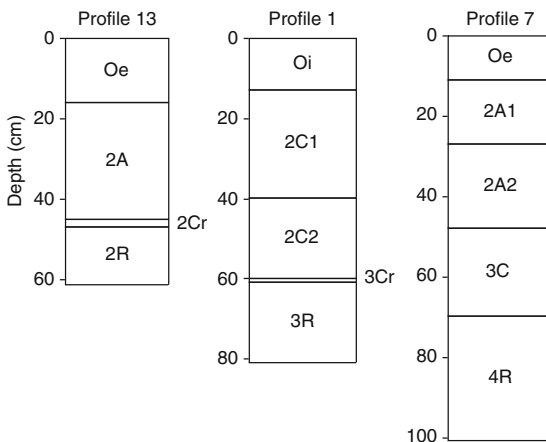 Profile 13
Profile 1
Profile 7
Depth (cm)
0
20
40
60
Oe
2A
2Cr
2R
0
20
40
60
80
Oi
2C1
2C2
3Cr
3R
0
20
40
60
80
100
Oe
2A1
2A2
3C
4R